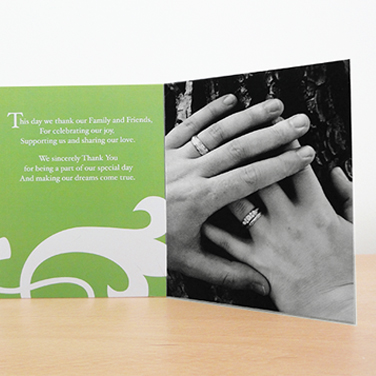 This day we thank our Family and Friends,
For celebrating our joy,
Supporting us and sharing our love.
We sincerely Thank You
for being a part of our special day
And making our dreams come true.